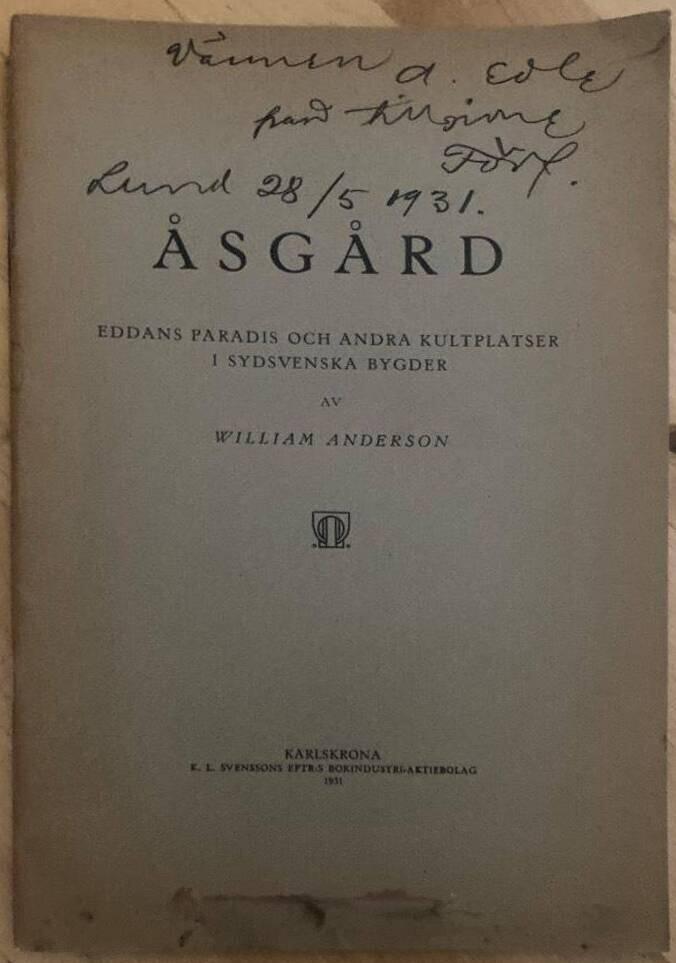 Vännen d. Edle
från
Förf.
Lund 28/5 1931.
ÅSGÅRD
EDDANS PARADIS OCH ANDRA KULTPLATSER
I SYDSVENSKA BYGDER
AV
WILLIAM ANDERSON
KARLSKRONA
K. L. SVENSSONS EFTR:S BOKINDUSTRI-AKTIEBOLAG
1931